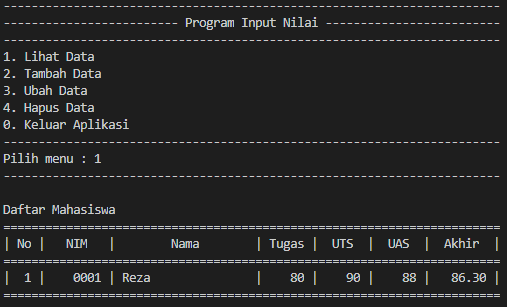 -----------------------------------------------------------------------
------------------------- Program Input Nilai -------------------------
-----------------------------------------------------------------------
1. Lihat Data
2. Tambah Data
3. Ubah Data
4. Hapus Data
0. Keluar Aplikasi
-----------------------------------------------------------------------
Pilih menu : 1
-----------------------------------------------------------------------
Daftar Mahasiswa
=======================================================================
| No |   NIM   |        Nama        | Tugas |  UTS  |  UAS  |  Akhir  |
=======================================================================
|  1 |    0001 | Reza               |    80 |    90 |    88 |   86.30 |
=======================================================================